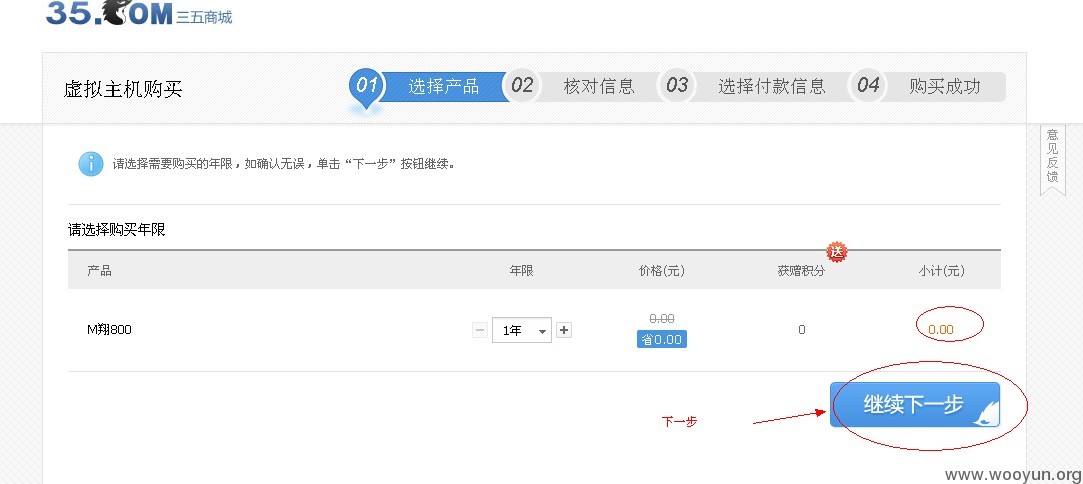 35.COM 三五商城
虚拟主机购买
01 选择产品 02 核对信息 03 选择付款信息 04 购买成功
意见反馈
请选择需要购买的年限，如确认无误，单击“下一步”按钮继续。
请选择购买年限
产品 年限 价格(元) 获赠积分 送 小计(元)
M翔800 1年 0.00 0 0.00
省0.00
继续下一步
下一步
www.wooyun.org